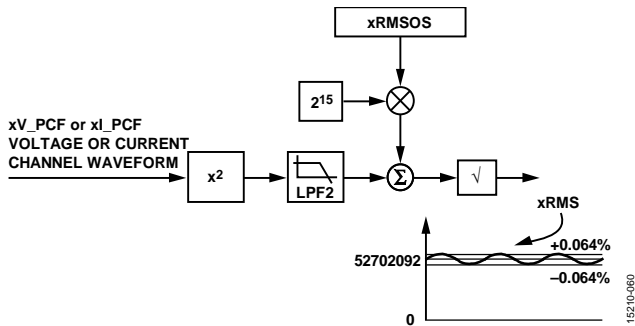 xRMSOS
2¹⁵
xV_PCF or xI_PCF
VOLTAGE OR CURRENT
CHANNEL WAVEFORM
x²
LPF2
Σ
√
xRMS
+0.064%
52702092
–0.064%
0
15210-060